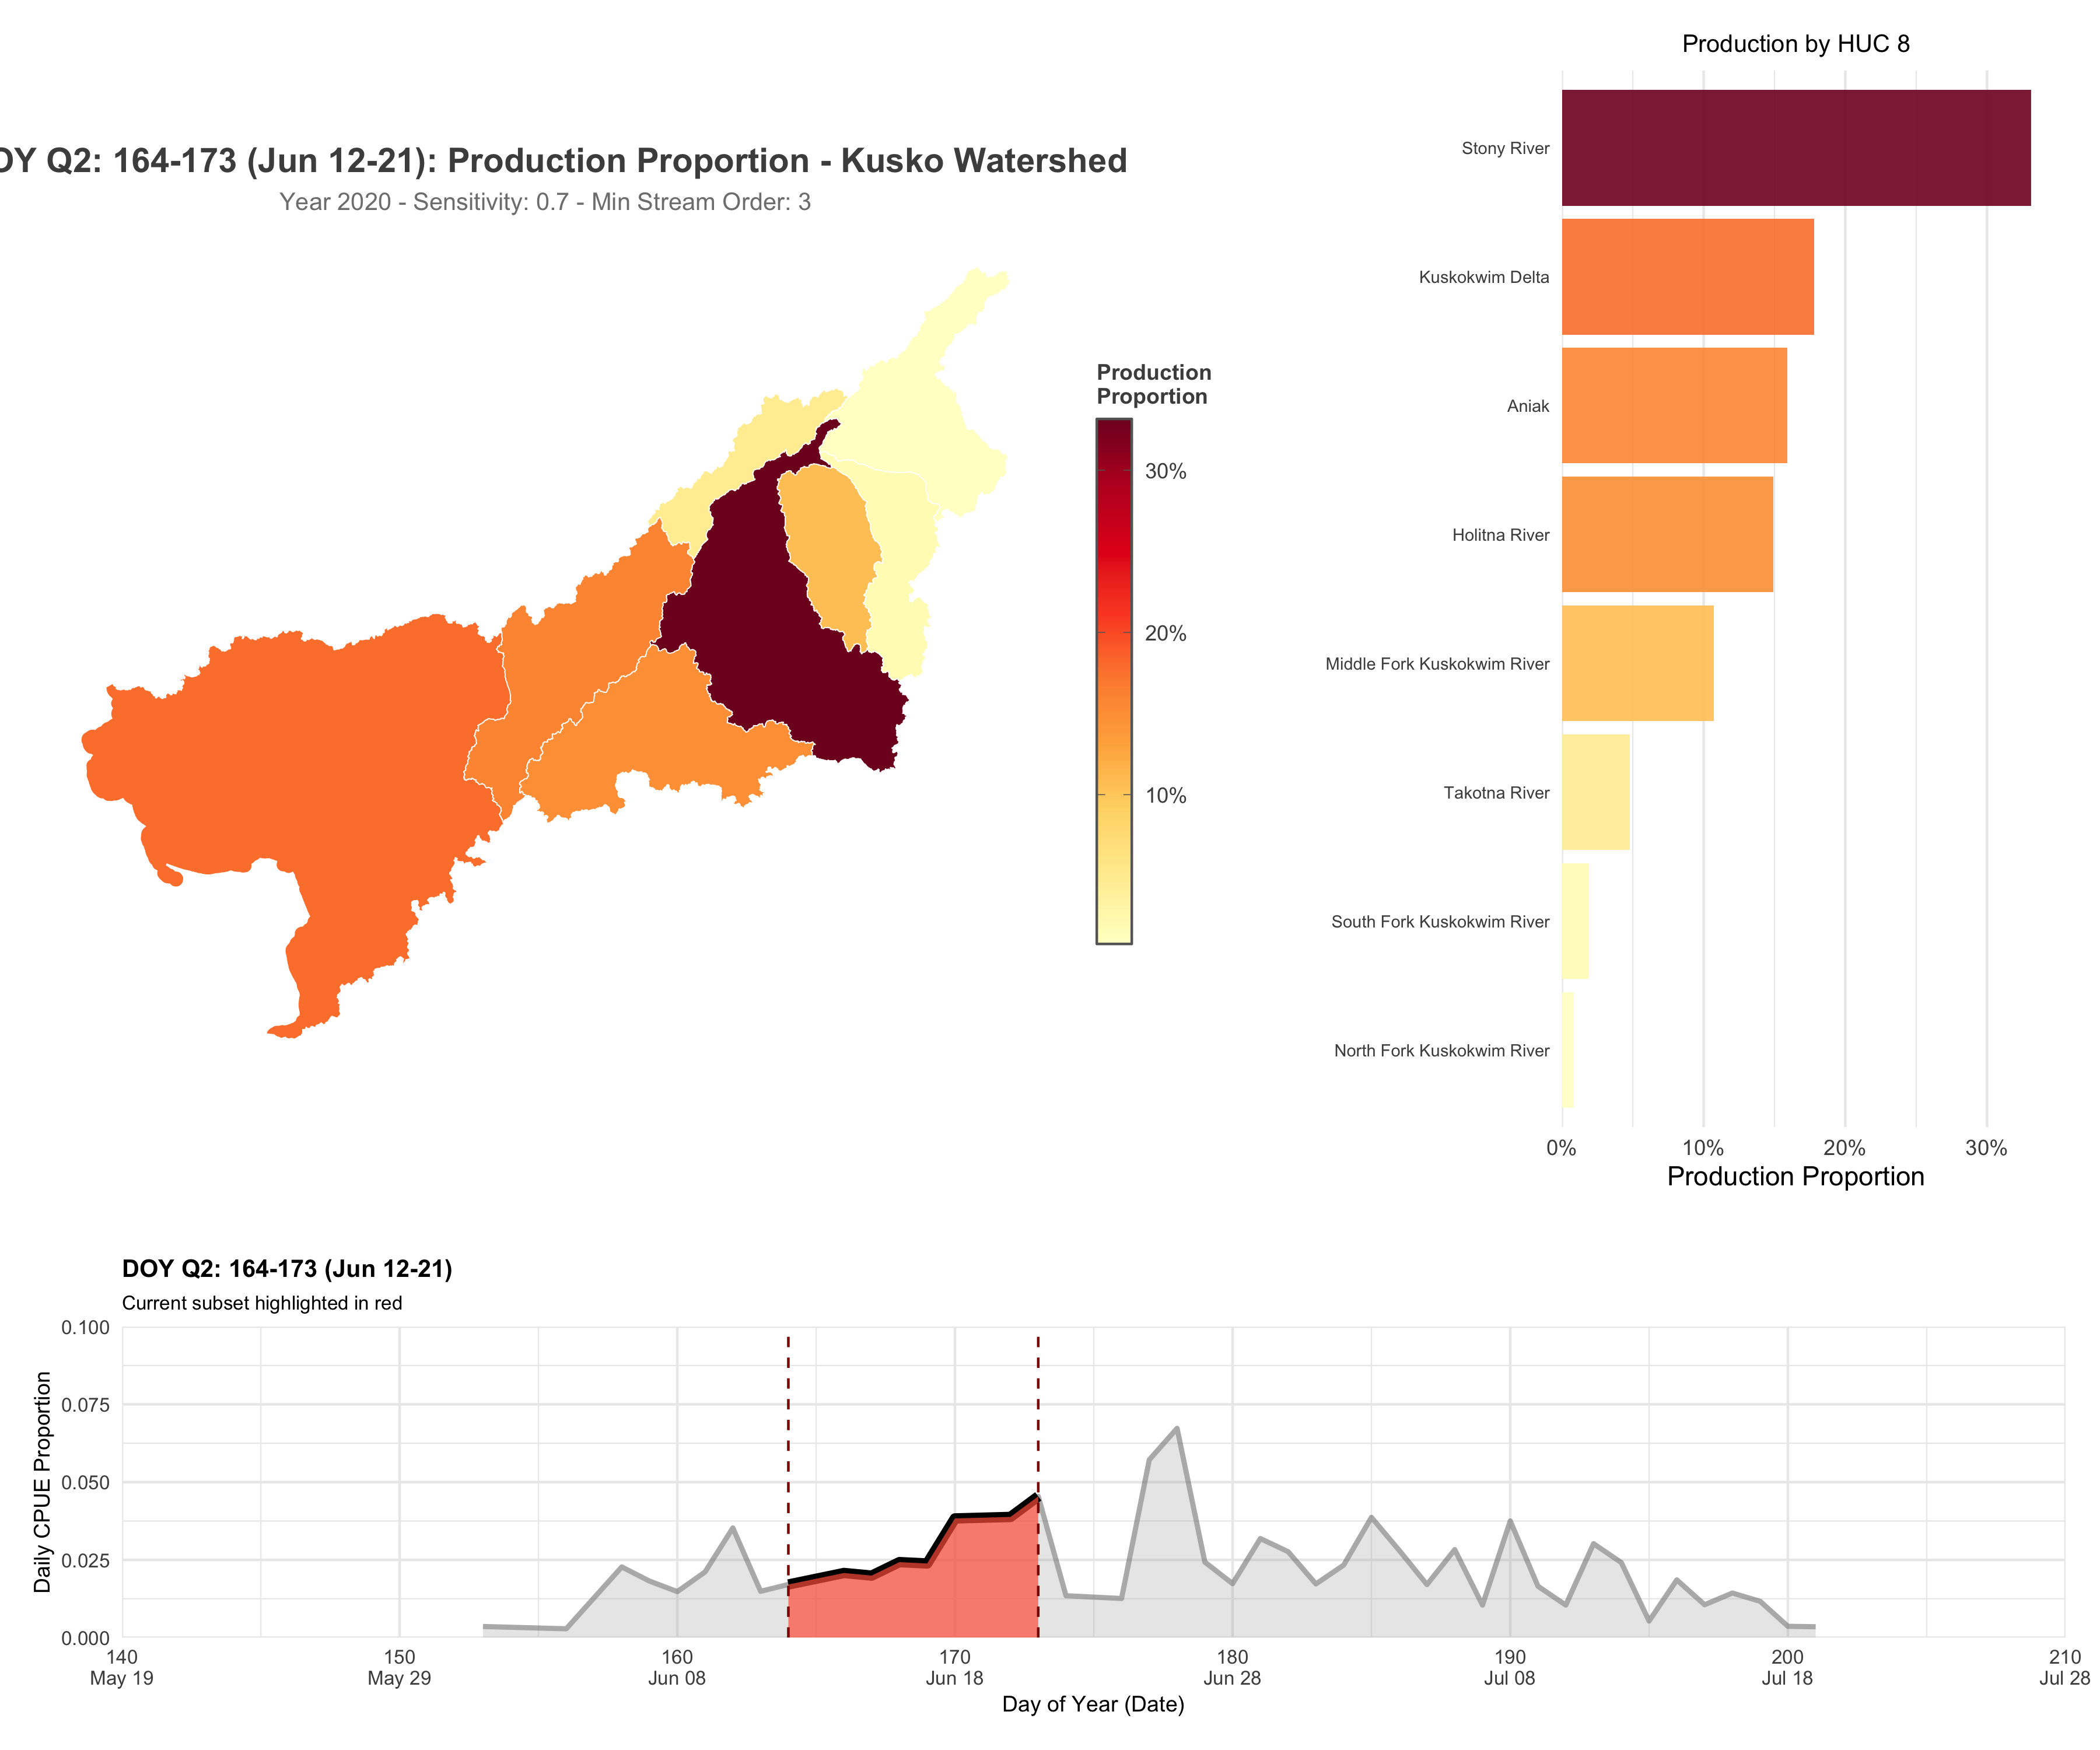 OY Q2: 164-173 (Jun 12-21): Production Proportion - Kusko Watershed
Year 2020 - Sensitivity: 0.7 - Min Stream Order: 3
Production
Proportion
30%
20%
10%
Production by HUC 8
Stony River
Kuskokwim Delta
Aniak
Holitna River
Middle Fork Kuskokwim River
Takotna River
South Fork Kuskokwim River
North Fork Kuskokwim River
0% 10% 20% 30%
Production Proportion
DOY Q2: 164-173 (Jun 12-21)
Current subset highlighted in red
Daily CPUE Proportion
0.100
0.075
0.050
0.025
0.000
140 150 160 170 180 190 200 210
May 19 May 29 Jun 08 Jun 18 Jun 28 Jul 08 Jul 18 Jul 28
Day of Year (Date)